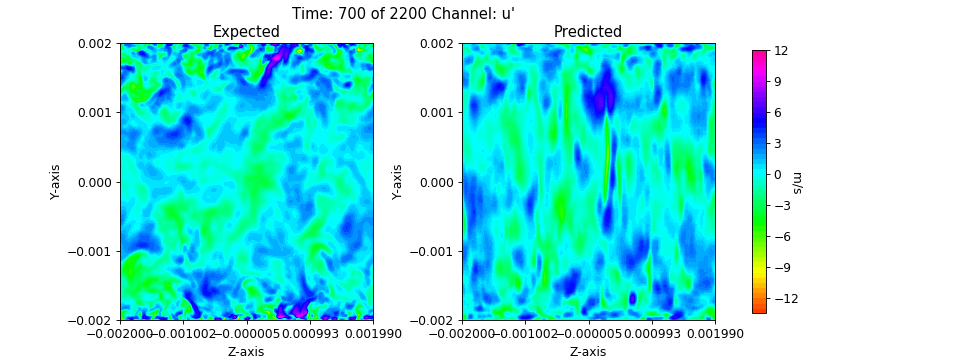 Time: 700 of 2200 Channel: u'
Expected
Predicted
0.002
0.001
0.000
−0.001
−0.002
Y-axis
−0.002000 −0.001002 −0.000005 0.000993 0.001990
Z-axis
0.002
0.001
0.000
−0.001
−0.002
Y-axis
−0.002000 −0.001002 −0.000005 0.000993 0.001990
Z-axis
12
9
6
3
0
−3
−6
−9
−12
m/s